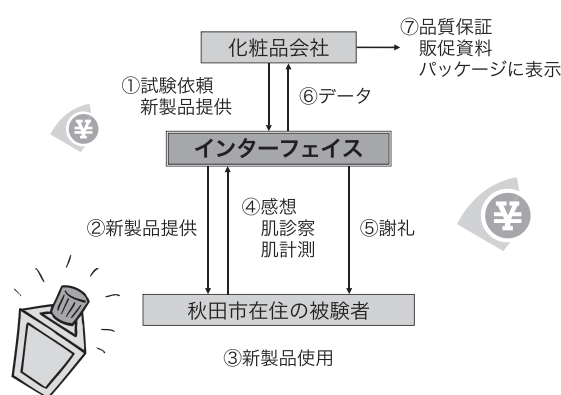 化粧品会社
⑦品質保証
販促資料
パッケージに表示
①試験依頼
新製品提供
⑥データ
¥
インターフェイス
②新製品提供
④感想
肌診察
肌計測
⑤謝礼
¥
秋田市在住の被験者
③新製品使用